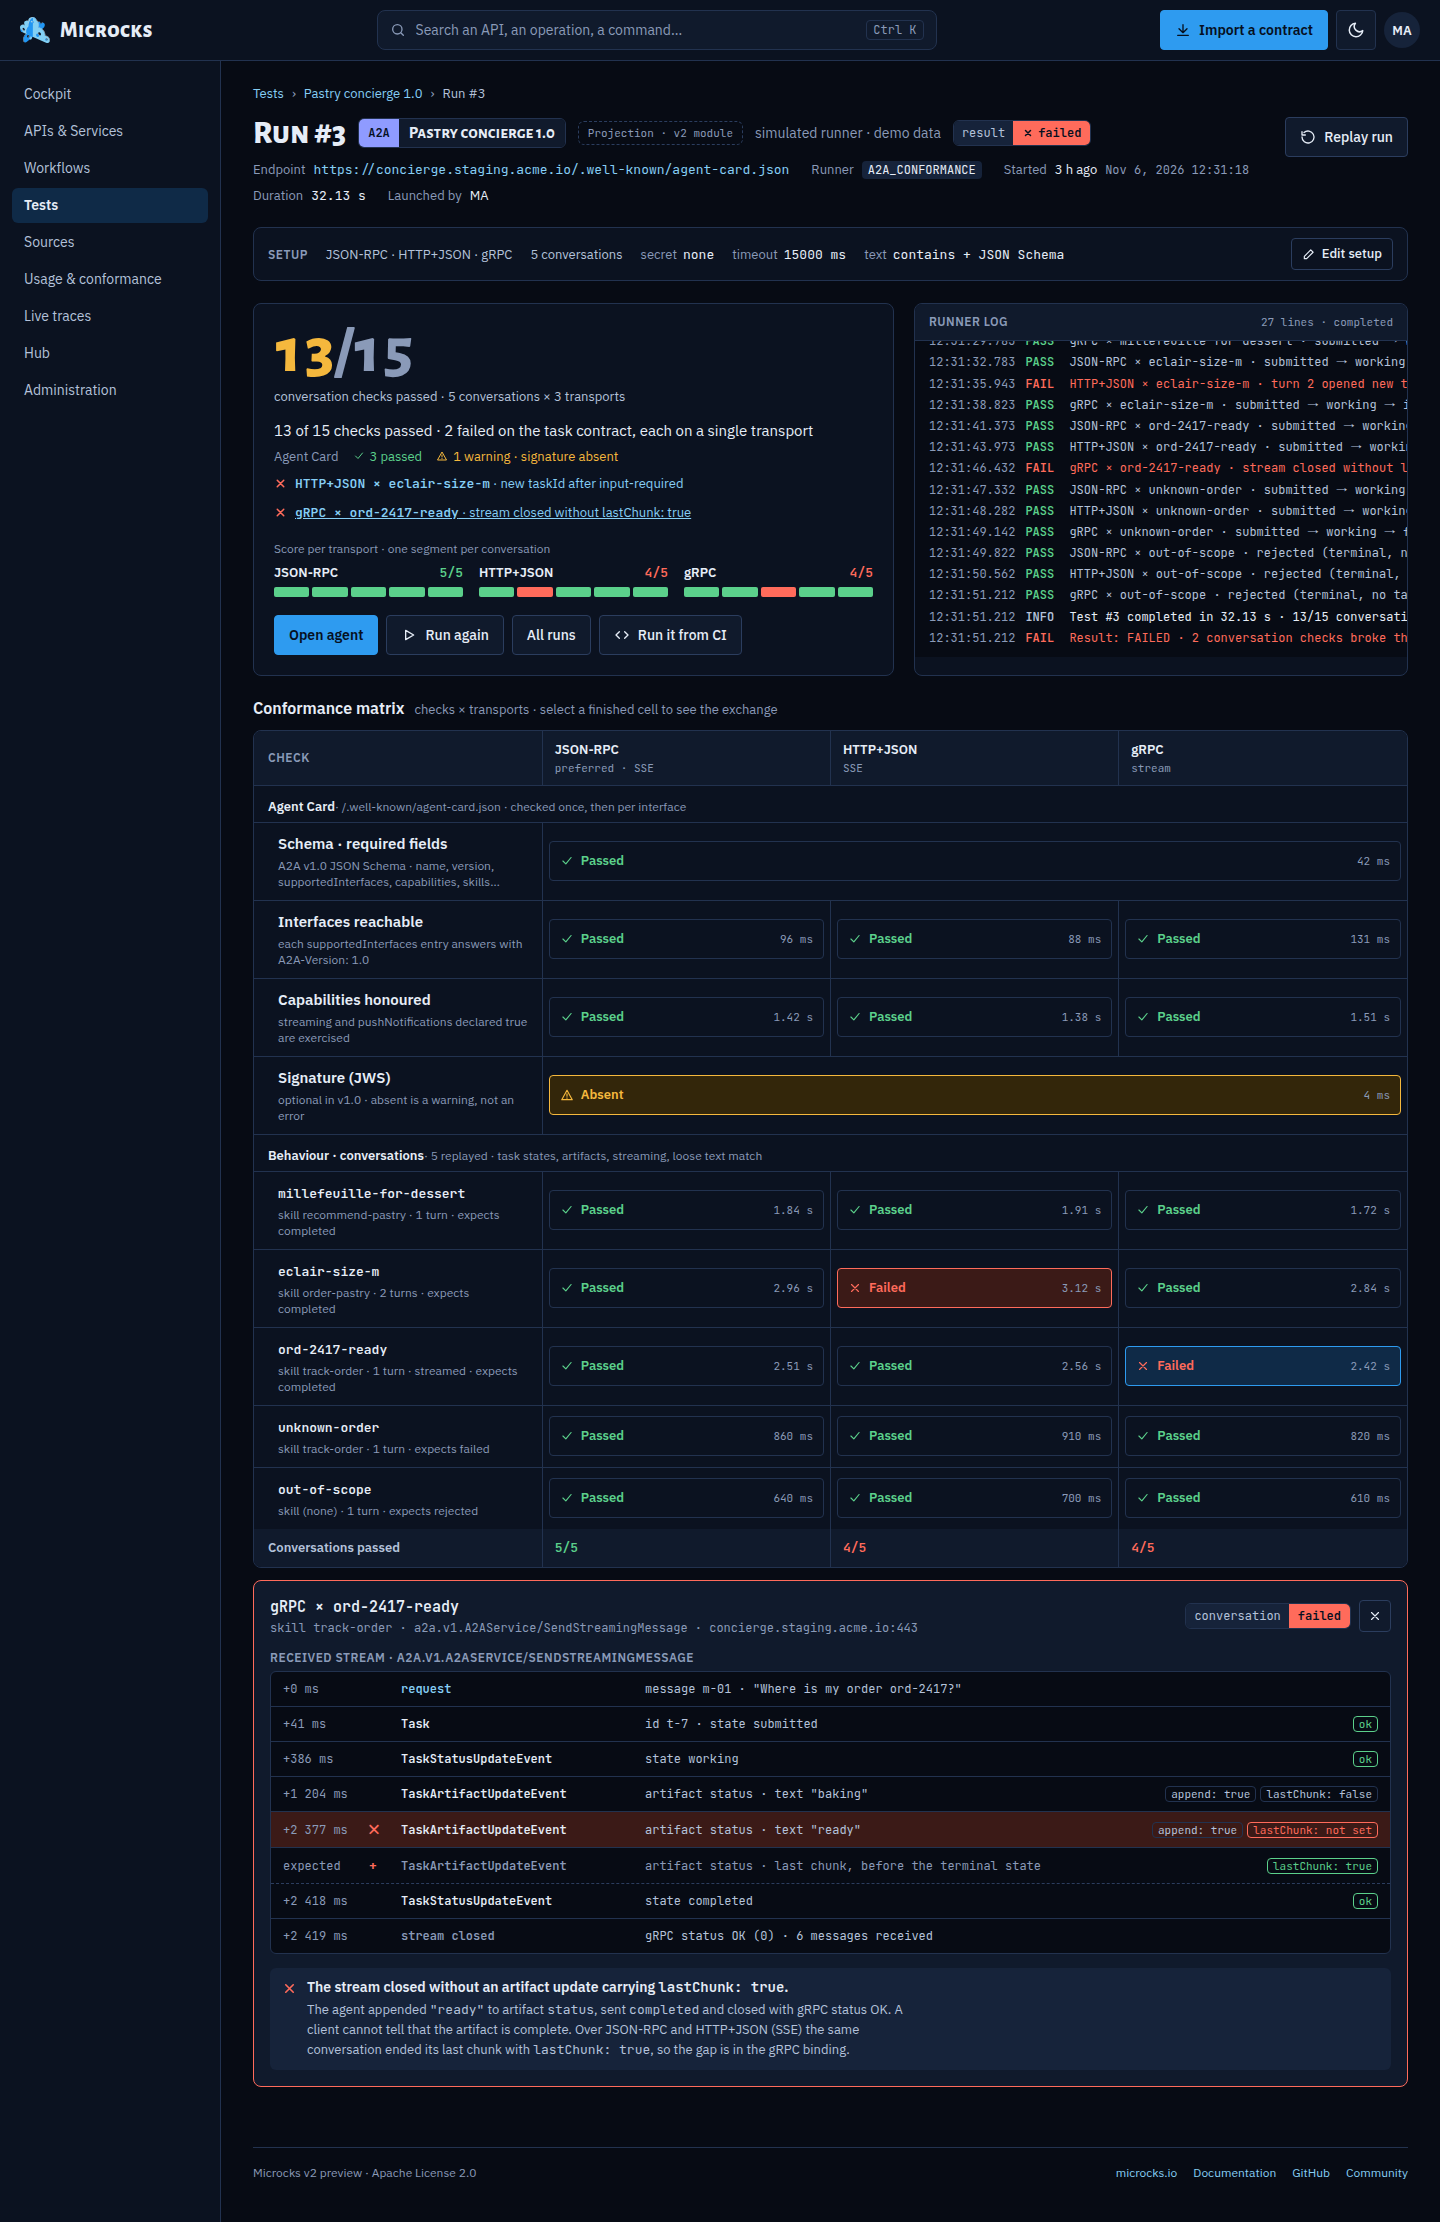 Microcks
Search an API, an operation, a command...
Ctrl K
Import a contract
MA
Cockpit
APIs & Services
Workflows
Tests
Sources
Usage & conformance
Live traces
Hub
Administration
Tests › Pastry concierge 1.0 › Run #3
Run #3
A2A Pastry concierge 1.0
Projection · v2 module
simulated runner · demo data
result × failed
Replay run
Endpoint https://concierge.staging.acme.io/.well-known/agent-card.json Runner A2A_CONFORMANCE Started 3 h ago Nov 6, 2026 12:31:18
Duration 32.13 s Launched by MA
SETUP JSON-RPC · HTTP+JSON · gRPC 5 conversations secret none timeout 15000 ms text contains + JSON Schema
Edit setup
13/15
conversation checks passed · 5 conversations × 3 transports
13 of 15 checks passed · 2 failed on the task contract, each on a single transport
Agent Card ✓ 3 passed ⚠ 1 warning · signature absent
× HTTP+JSON × eclair-size-m · new taskId after input-required
× gRPC × ord-2417-ready · stream closed without lastChunk: true
Score per transport · one segment per conversation
JSON-RPC 5/5 HTTP+JSON 4/5 gRPC 4/5
Open agent
Run again
All runs
Run it from CI
RUNNER LOG 27 lines · completed
12:31:29.783 PASS gRPC × millefeuille-for-dessert · submitted →
12:31:32.783 PASS JSON-RPC × eclair-size-m · submitted → working
12:31:35.943 FAIL HTTP+JSON × eclair-size-m · turn 2 opened new t
12:31:38.823 PASS gRPC × eclair-size-m · submitted → working → i
12:31:41.373 PASS JSON-RPC × ord-2417-ready · submitted → workin
12:31:43.973 PASS HTTP+JSON × ord-2417-ready · submitted → worki
12:31:46.432 FAIL gRPC × ord-2417-ready · stream closed without l
12:31:47.332 PASS JSON-RPC × unknown-order · submitted → working
12:31:48.282 PASS HTTP+JSON × unknown-order · submitted → workin
12:31:49.142 PASS gRPC × unknown-order · submitted → working → f
12:31:49.822 PASS JSON-RPC × out-of-scope · rejected (terminal, n
12:31:50.562 PASS HTTP+JSON × out-of-scope · rejected (terminal,
12:31:51.212 PASS gRPC × out-of-scope · rejected (terminal, no ta
12:31:51.212 INFO Test #3 completed in 32.13 s · 13/15 conversati
12:31:51.212 FAIL Result: FAILED · 2 conversation checks broke th
Conformance matrix checks × transports · select a finished cell to see the exchange
CHECK
JSON-RPC
preferred · SSE
HTTP+JSON
SSE
gRPC
stream
Agent Card · /.well-known/agent-card.json · checked once, then per interface
Schema · required fields
A2A v1.0 JSON Schema · name, version,
supportedInterfaces, capabilities, skills...
✓ Passed 42 ms
Interfaces reachable
each supportedInterfaces entry answers with
A2A-Version: 1.0
✓ Passed 96 ms ✓ Passed 88 ms ✓ Passed 131 ms
Capabilities honoured
streaming and pushNotifications declared true
are exercised
✓ Passed 1.42 s ✓ Passed 1.38 s ✓ Passed 1.51 s
Signature (JWS)
optional in v1.0 · absent is a warning, not an
error
⚠ Absent 4 ms
Behaviour · conversations · 5 replayed · task states, artifacts, streaming, loose text match
millefeuille-for-dessert
skill recommend-pastry · 1 turn · expects
completed
✓ Passed 1.84 s ✓ Passed 1.91 s ✓ Passed 1.72 s
eclair-size-m
skill order-pastry · 2 turns · expects
completed
✓ Passed 2.96 s × Failed 3.12 s ✓ Passed 2.84 s
ord-2417-ready
skill track-order · 1 turn · streamed · expects
completed
✓ Passed 2.51 s ✓ Passed 2.56 s × Failed 2.42 s
unknown-order
skill track-order · 1 turn · expects failed
✓ Passed 860 ms ✓ Passed 910 ms ✓ Passed 820 ms
out-of-scope
skill (none) · 1 turn · expects rejected
✓ Passed 640 ms ✓ Passed 700 ms ✓ Passed 610 ms
Conversations passed 5/5 4/5 4/5
gRPC × ord-2417-ready
skill track-order · a2a.v1.A2AService/SendStreamingMessage · concierge.staging.acme.io:443
conversation failed ×
RECEIVED STREAM · A2A.V1.A2ASERVICE/SENDSTREAMINGMESSAGE
+0 ms request message m-01 · "Where is my order ord-2417?"
+41 ms Task id t-7 · state submitted ok
+386 ms TaskStatusUpdateEvent state working ok
+1 204 ms TaskArtifactUpdateEvent artifact status · text "baking" append: true lastChunk: false
+2 377 ms × TaskArtifactUpdateEvent artifact status · text "ready" append: true lastChunk: not set
expected + TaskArtifactUpdateEvent artifact status · last chunk, before the terminal state lastChunk: true
+2 418 ms TaskStatusUpdateEvent state completed ok
+2 419 ms stream closed gRPC status OK (0) · 6 messages received
× The stream closed without an artifact update carrying lastChunk: true.
The agent appended "ready" to artifact status, sent completed and closed with gRPC status OK. A
client cannot tell that the artifact is complete. Over JSON-RPC and HTTP+JSON (SSE) the same
conversation ended its last chunk with lastChunk: true, so the gap is in the gRPC binding.
Microcks v2 preview · Apache License 2.0
microcks.io Documentation GitHub Community